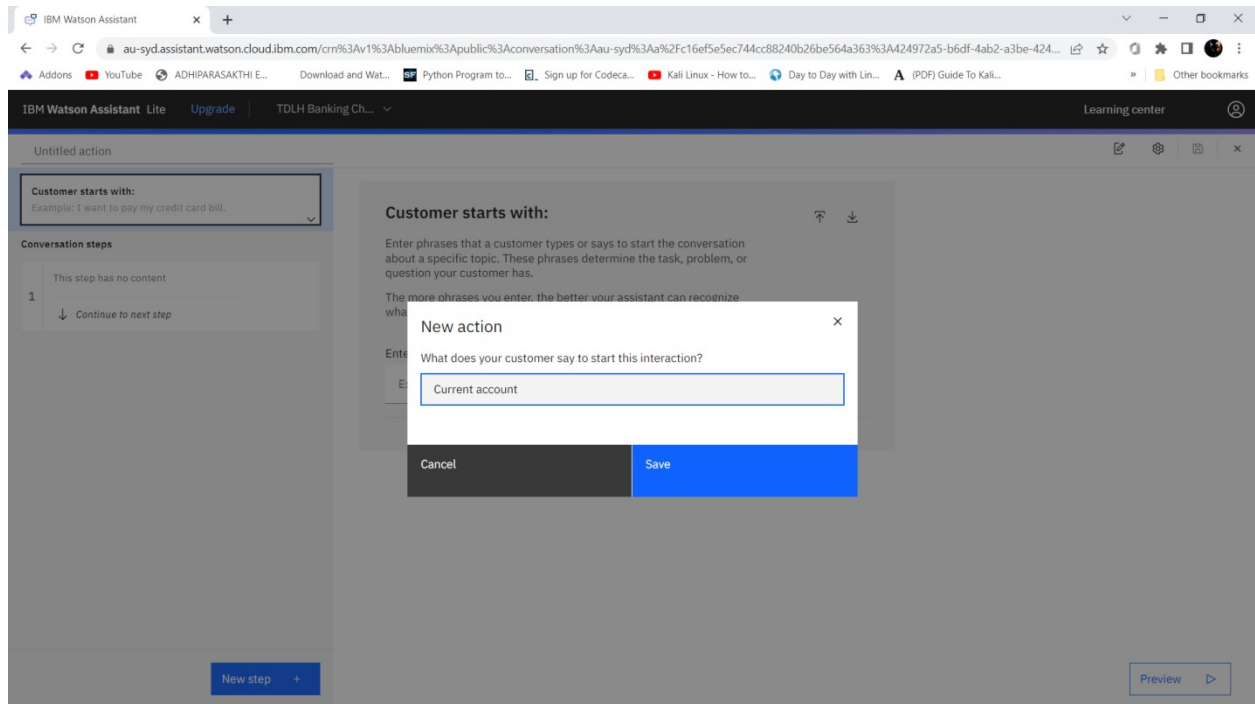 IBM Watson Assistant
au-syd.assistant.watson.cloud.ibm.com/crn%3Av1%3Abluemix%3Apublic%3Aconversation%3Aau-syd%3Aa%2Fc16ef5e5ec744cc88240b26be564a363%3A424972a5-b6df-4ab2-a3be-424...
Addons YouTube ADHIPARASAKTHI E... Download and Wat... SF Python Program to... Sign up for Codeca... Kali Linux - How to... Day to Day with Lin... A (PDF) Guide To Kali... » Other bookmarks
IBM Watson Assistant Lite Upgrade TDLH Banking Ch... Learning center
Untitled action
Customer starts with:
Example: I want to pay my credit card bill.
Conversation steps
This step has no content
1
Continue to next step
New step +
Customer starts with:
Enter phrases that a customer types or says to start the conversation
about a specific topic. These phrases determine the task, problem, or
question your customer has.
The more phrases you enter, the better your assistant can recognize
wha
Ente
New action
What does your customer say to start this interaction?
Current account
Cancel Save
Preview